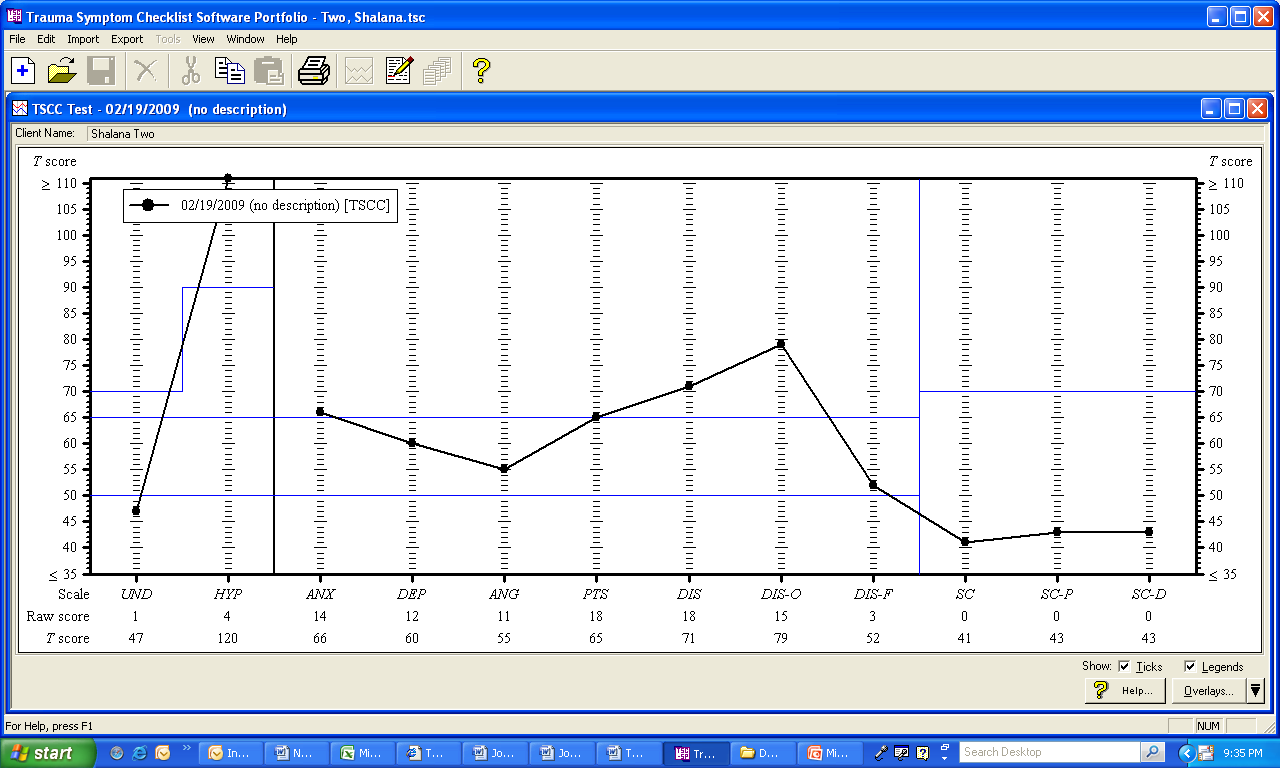 Trauma Symptom Checklist Software Portfolio - Two, Shalana.tsc
File Edit Import Export Tools View Window Help
TSCC Test - 02/19/2009 (no description)
Client Name: Shalana Two
T score T score
≥ 110 ≥ 110
02/19/2009 (no description) [TSCC]
105 105
100 100
95 95
90 90
85 85
80 80
75 75
70 70
65 65
60 60
55 55
50 50
45 45
40 40
≤ 35 ≤ 35
Scale UND HYP ANX DEP ANG PTS DIS DIS-O DIS-F SC SC-P SC-D
Raw score 1 4 14 12 11 18 18 15 3 0 0 0
T score 47 120 66 60 55 65 71 79 52 41 43 43
Show: Ticks Legends
Help... Overlays...
For Help, press F1 NUM
start In... N... Mi... T... Jo... Jo... T... Tr... D... Mi... Search Desktop 9:35 PM